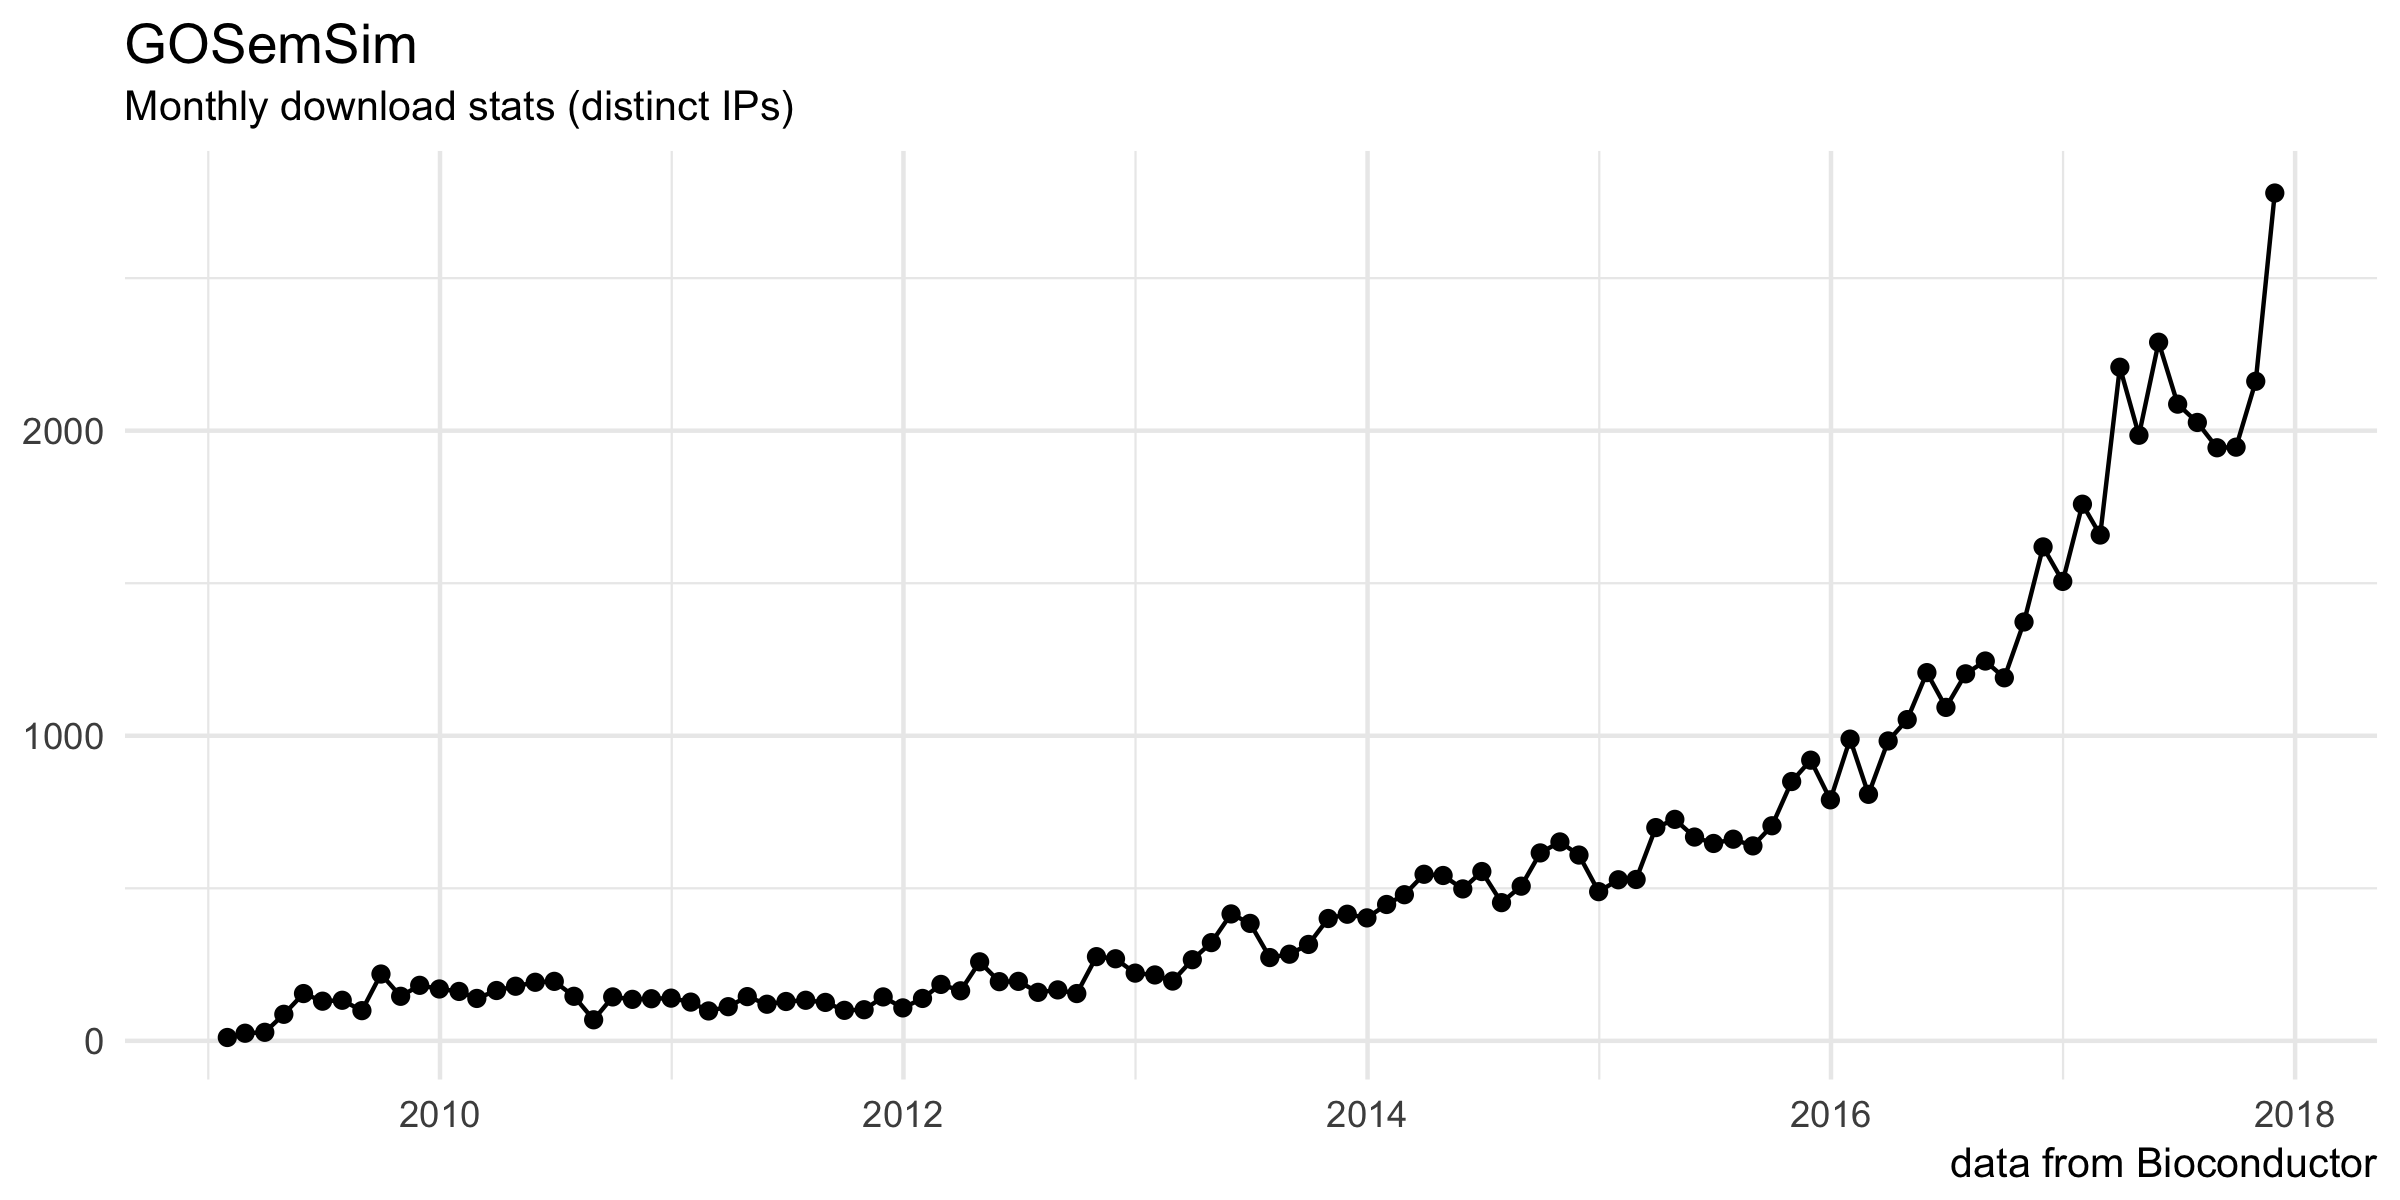 GOSemSim
Monthly download stats (distinct IPs)
2000
1000
0
2010 2012 2014 2016 2018
data from Bioconductor